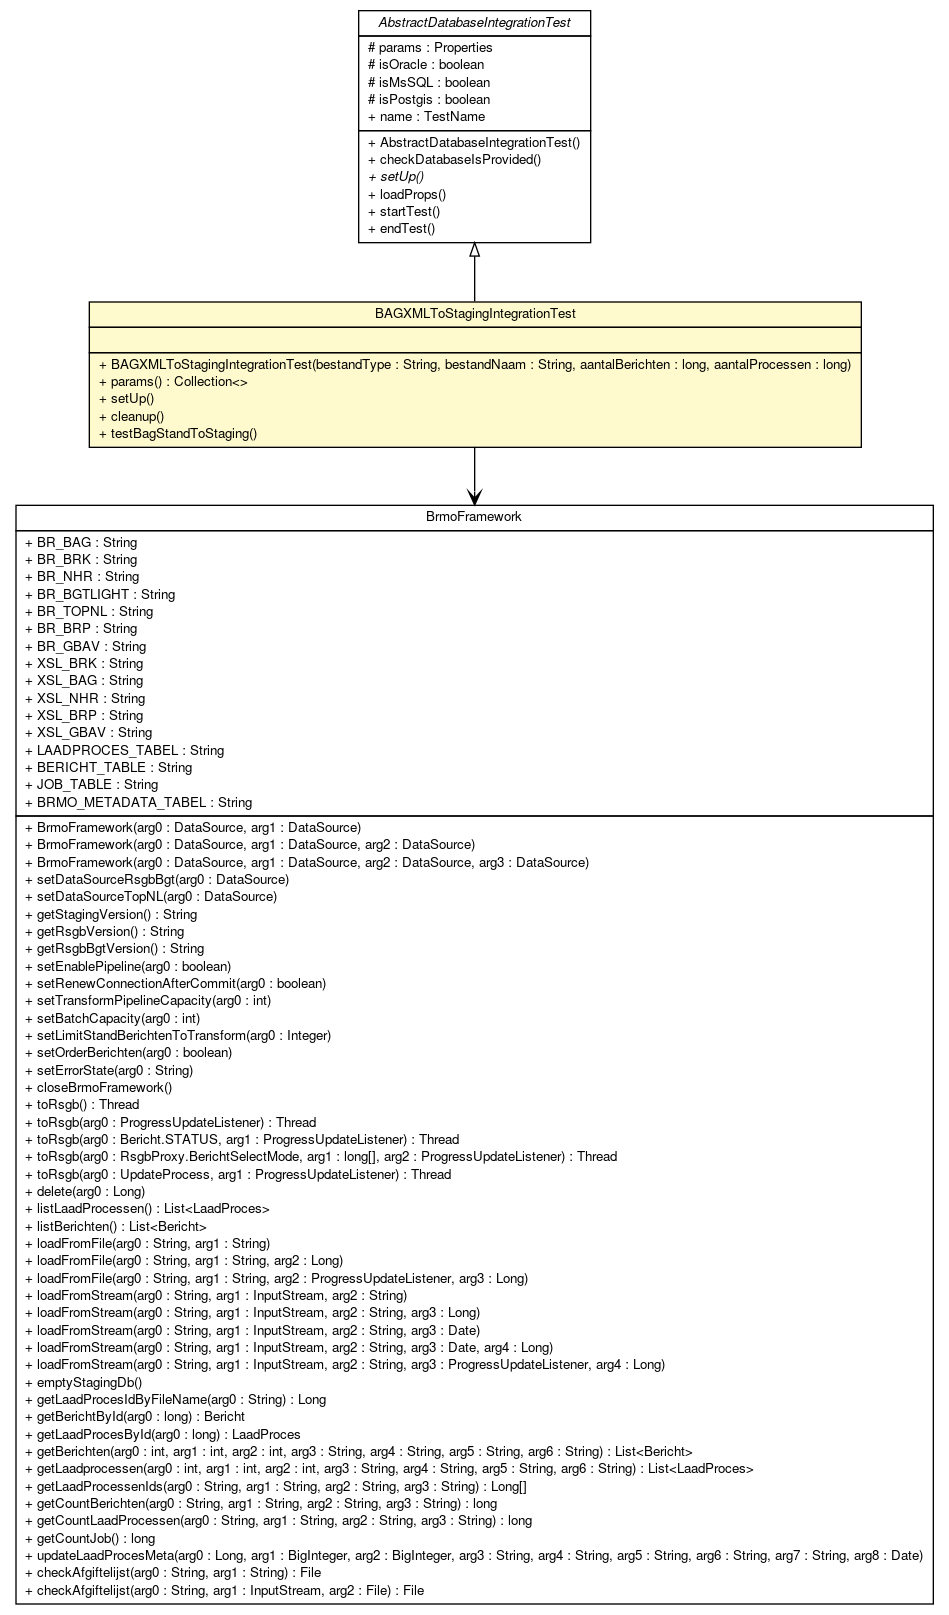 AbstractDatabaseIntegrationTest
# params : Properties
# isOracle : boolean
# isMsSQL : boolean
# isPostgis : boolean
+ name : TestName
+ AbstractDatabaseIntegrationTest()
+ checkDatabaseIsProvided()
+ setUp()
+ loadProps()
+ startTest()
+ endTest()
BAGXMLToStagingIntegrationTest
+ BAGXMLToStagingIntegrationTest(bestandType : String, bestandNaam : String, aantalBerichten : long, aantalProcessen : long)
+ params() : Collection<>
+ setUp()
+ cleanup()
+ testBagStandToStaging()
BrmoFramework
+ BR_BAG : String
+ BR_BRK : String
+ BR_NHR : String
+ BR_BGTLIGHT : String
+ BR_TOPNL : String
+ BR_BRP : String
+ BR_GBAV : String
+ XSL_BRK : String
+ XSL_BAG : String
+ XSL_NHR : String
+ XSL_BRP : String
+ XSL_GBAV : String
+ LAADPROCES_TABEL : String
+ BERICHT_TABLE : String
+ JOB_TABLE : String
+ BRMO_METADATA_TABEL : String
+ BrmoFramework(arg0 : DataSource, arg1 : DataSource)
+ BrmoFramework(arg0 : DataSource, arg1 : DataSource, arg2 : DataSource)
+ BrmoFramework(arg0 : DataSource, arg1 : DataSource, arg2 : DataSource, arg3 : DataSource)
+ setDataSourceRsgbBgt(arg0 : DataSource)
+ setDataSourceTopNL(arg0 : DataSource)
+ getStagingVersion() : String
+ getRsgbVersion() : String
+ getRsgbBgtVersion() : String
+ setEnablePipeline(arg0 : boolean)
+ setRenewConnectionAfterCommit(arg0 : boolean)
+ setTransformPipelineCapacity(arg0 : int)
+ setBatchCapacity(arg0 : int)
+ setLimitStandBerichtenToTransform(arg0 : Integer)
+ setOrderBerichten(arg0 : boolean)
+ setErrorState(arg0 : String)
+ closeBrmoFramework()
+ toRsgb() : Thread
+ toRsgb(arg0 : ProgressUpdateListener) : Thread
+ toRsgb(arg0 : Bericht.STATUS, arg1 : ProgressUpdateListener) : Thread
+ toRsgb(arg0 : RsgbProxy.BerichtSelectMode, arg1 : long[], arg2 : ProgressUpdateListener) : Thread
+ toRsgb(arg0 : UpdateProcess, arg1 : ProgressUpdateListener) : Thread
+ delete(arg0 : Long)
+ listLaadProcessen() : List<LaadProces>
+ listBerichten() : List<Bericht>
+ loadFromFile(arg0 : String, arg1 : String)
+ loadFromFile(arg0 : String, arg1 : String, arg2 : Long)
+ loadFromFile(arg0 : String, arg1 : String, arg2 : ProgressUpdateListener, arg3 : Long)
+ loadFromStream(arg0 : String, arg1 : InputStream, arg2 : String)
+ loadFromStream(arg0 : String, arg1 : InputStream, arg2 : String, arg3 : Long)
+ loadFromStream(arg0 : String, arg1 : InputStream, arg2 : String, arg3 : Date)
+ loadFromStream(arg0 : String, arg1 : InputStream, arg2 : String, arg3 : Date, arg4 : Long)
+ loadFromStream(arg0 : String, arg1 : InputStream, arg2 : String, arg3 : ProgressUpdateListener, arg4 : Long)
+ emptyStagingDb()
+ getLaadProcesIdByFileName(arg0 : String) : Long
+ getBerichtById(arg0 : long) : Bericht
+ getLaadProcesById(arg0 : long) : LaadProces
+ getBerichten(arg0 : int, arg1 : int, arg2 : int, arg3 : String, arg4 : String, arg5 : String, arg6 : String) : List<Bericht>
+ getLaadprocessen(arg0 : int, arg1 : int, arg2 : int, arg3 : String, arg4 : String, arg5 : String, arg6 : String) : List<LaadProces>
+ getLaadProcessenIds(arg0 : String, arg1 : String, arg2 : String, arg3 : String) : Long[]
+ getCountBerichten(arg0 : String, arg1 : String, arg2 : String, arg3 : String) : long
+ getCountLaadProcessen(arg0 : String, arg1 : String, arg2 : String, arg3 : String) : long
+ getCountJob() : long
+ updateLaadProcesMeta(arg0 : Long, arg1 : BigInteger, arg2 : BigInteger, arg3 : String, arg4 : String, arg5 : String, arg6 : String, arg7 : String, arg8 : Date)
+ checkAfgiftelijst(arg0 : String, arg1 : String) : File
+ checkAfgiftelijst(arg0 : String, arg1 : InputStream, arg2 : File) : File